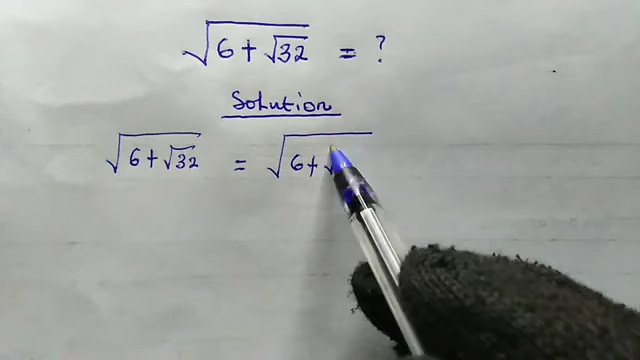 √(6 + √32) = ?
Solution
√(6 + √32) = √(6 + √